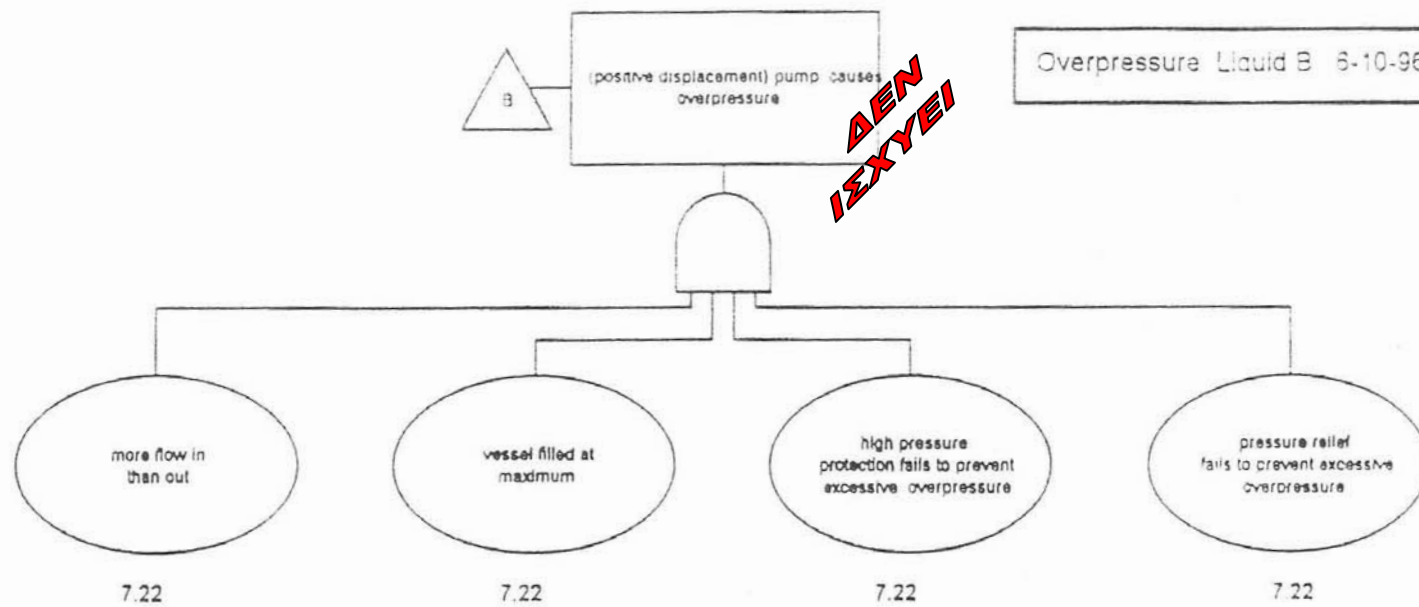 B
(positive displacement) pump causes
overpressure
Overpressure Liquid B 6-10-96
ΔΕΝ
ΙΣΧΥΕΙ
more flow in
than out
vessel filled at
maximum
high pressure
protection fails to prevent
excessive overpressure
pressure relief
fails to prevent excessive
overpressure
7.22
7.22
7.22
7.22